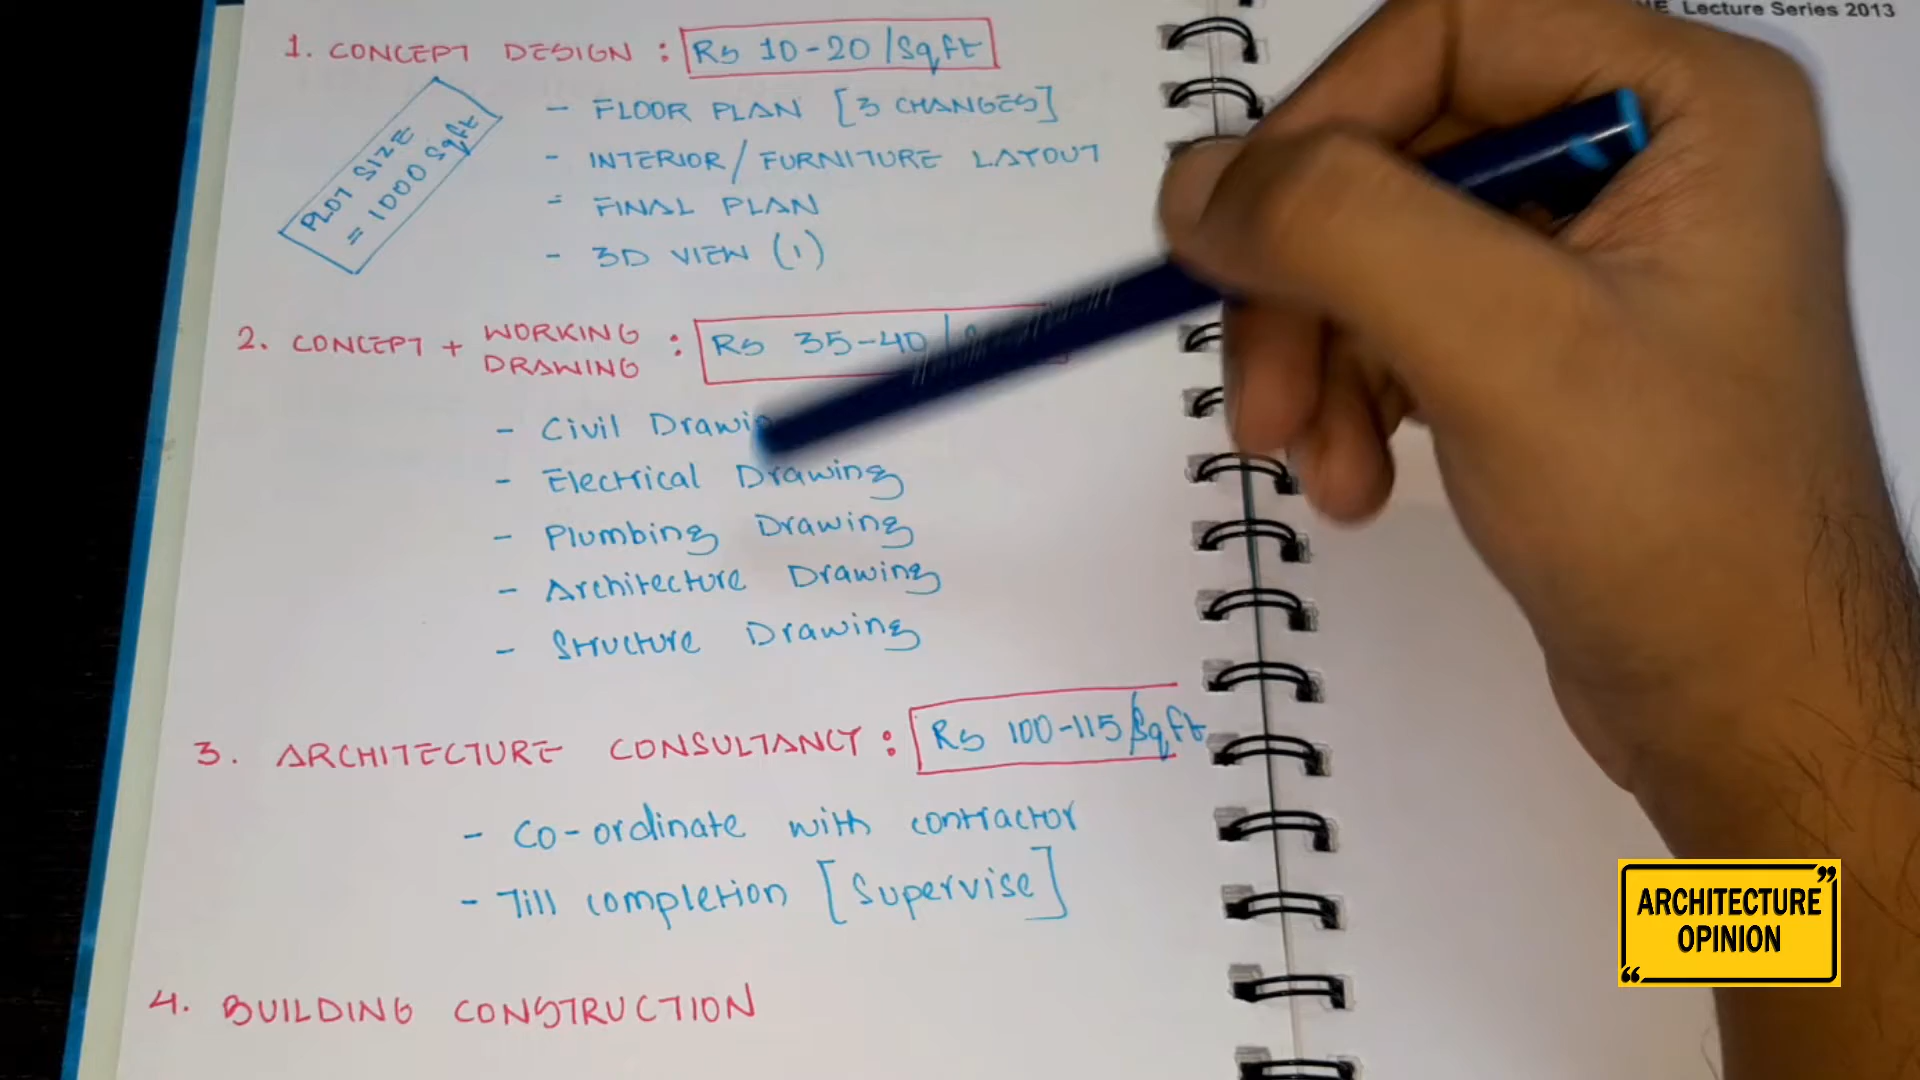 Lecture Series 2013
1. CONCEPT DESIGN : Rs 10-20 /Sqft
PLOT SIZE
= 1000 Sqft
- FLOOR PLAN [3 CHANGES]
- INTERIOR/FURNITURE LAYOUT
- FINAL PLAN
- 3D VIEW (1)
2. CONCEPT + WORKING DRAWING : Rs 35-40/
- Civil
- Electrical Drawing
- Plumbing Drawing
- Architecture Drawing
- Structure Drawing
3. ARCHITECTURE CONSULTANCY : Rs 100-115/Sqft
- Co-ordinate with contractor
- Till completion [Supervise]
4. BUILDING CONSTRUCTION
ARCHITECTURE
OPINION